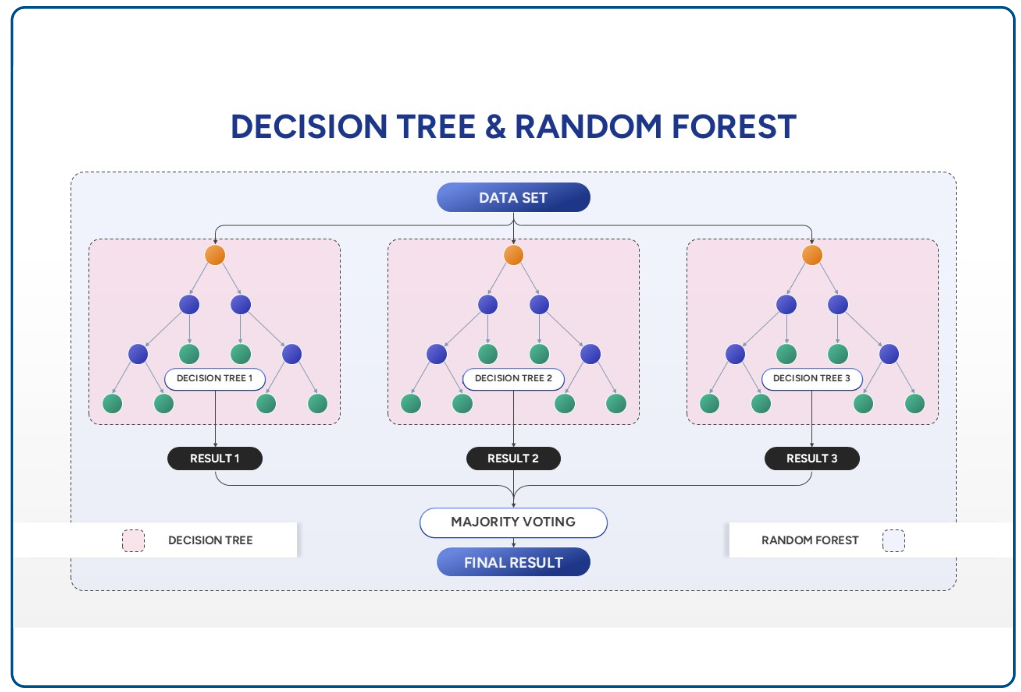 DECISION TREE & RANDOM FOREST
DATA SET
DECISION TREE 1
DECISION TREE 2
DECISION TREE 3
RESULT 1
RESULT 2
RESULT 3
MAJORITY VOTING
DECISION TREE
RANDOM FOREST
FINAL RESULT